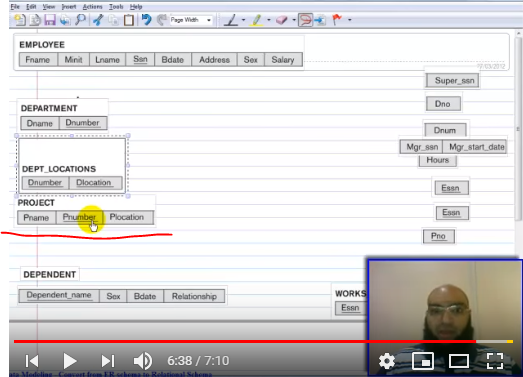 File Edit View Insert Actions Tools Help
Page Width
EMPLOYEE
Fname Minit Lname Ssn Bdate Address Sex Salary
Super_ssn
Dno
DEPARTMENT
Dname Dnumber
Dnum
Mgr_ssn Mgr_start_date
Hours
DEPT_LOCATIONS
Dnumber Dlocation
Essn
PROJECT
Pname Pnumber Plocation
Essn
Pno
DEPENDENT
Dependent_name Sex Bdate Relationship
WORKS
Essn
6:38 / 7:10
ata Modeling - Convert from ER schema to Relational Schema